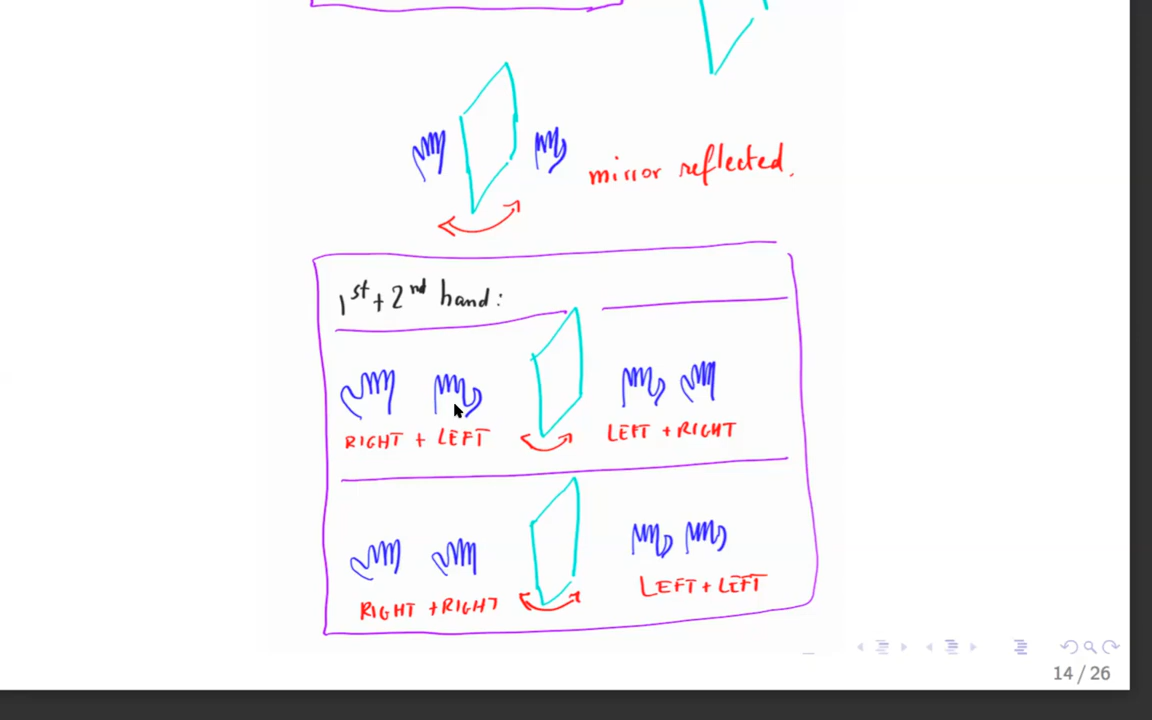 mirror reflected.
1st + 2nd hand:
RIGHT + LEFT
LEFT + RIGHT
RIGHT + RIGHT
LEFT + LEFT
14 / 26